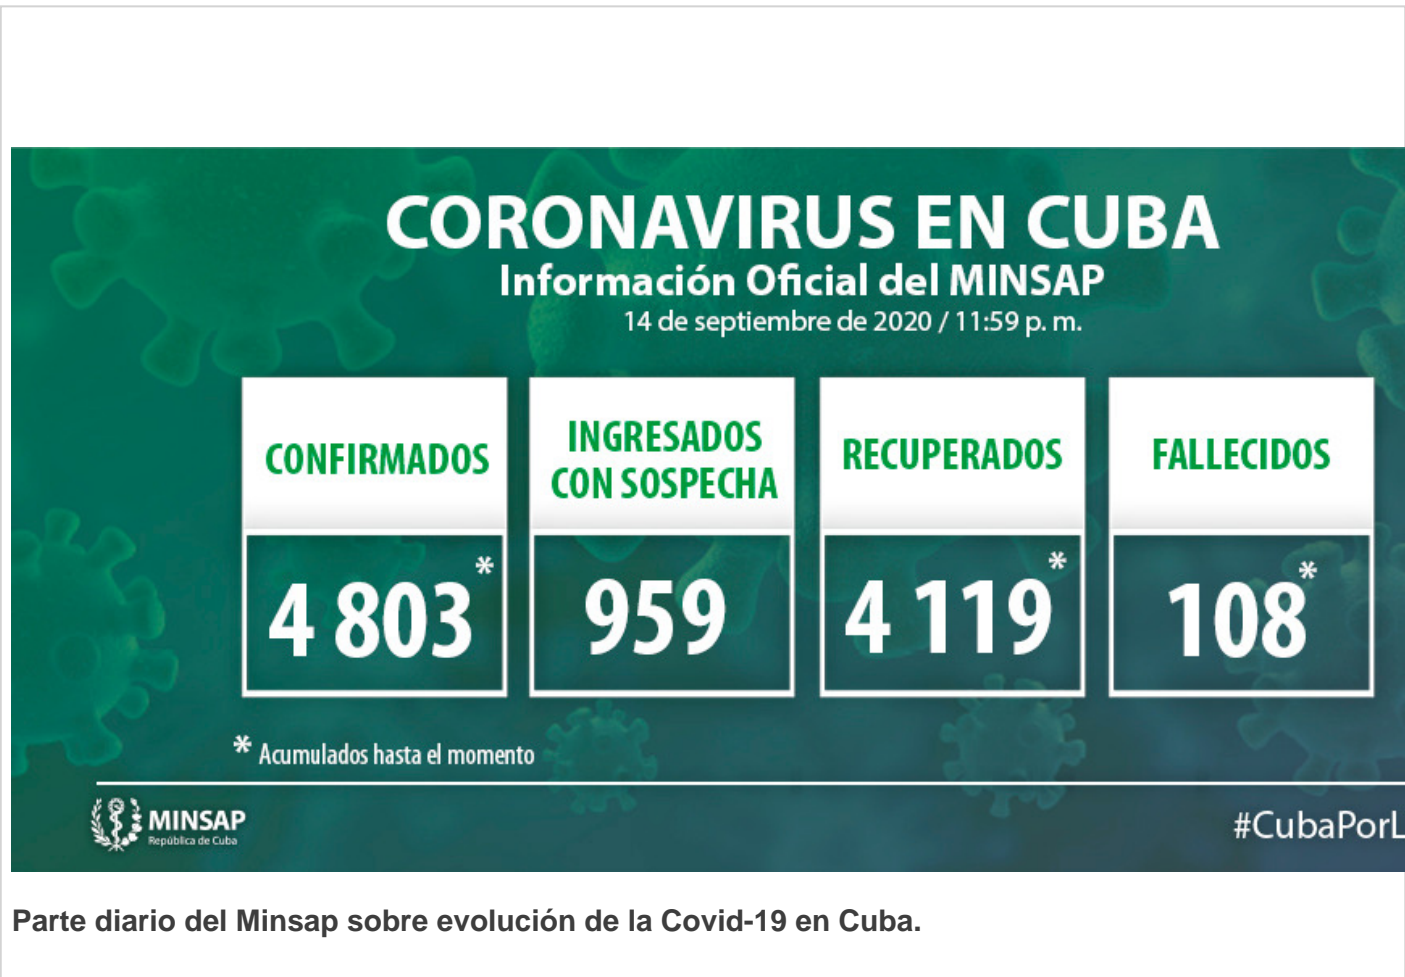 CORONAVIRUS EN CUBA
Información Oficial del MINSAP
14 de septiembre de 2020 / 11:59 p. m.
CONFIRMADOS
4 803*
INGRESADOS
CON SOSPECHA
959
RECUPERADOS
4 119*
FALLECIDOS
108*
* Acumulados hasta el momento
MINSAP
República de Cuba
#CubaPorL
Parte diario del Minsap sobre evolución de la Covid-19 en Cuba.